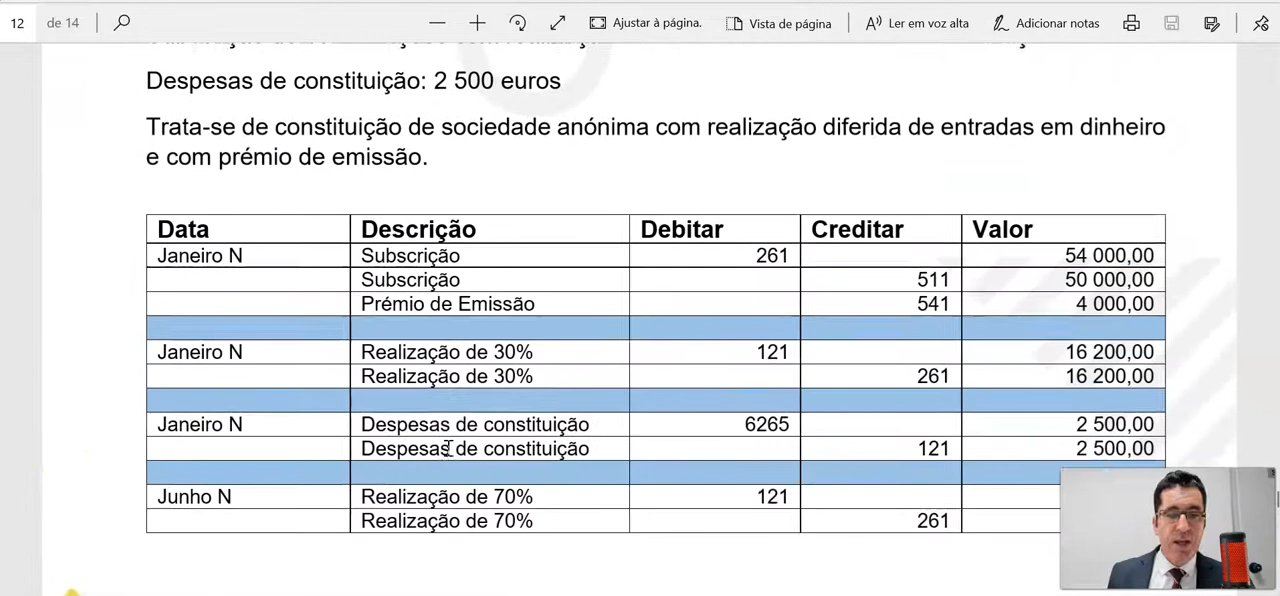 12 de 14 Ajustar à página. Vista de página Ler em voz alta Adicionar notas
Despesas de constituição: 2 500 euros
Trata-se de constituição de sociedade anónima com realização diferida de entradas em dinheiro
e com prémio de emissão.
Data Descrição Debitar Creditar Valor
Janeiro N Subscrição 261 54 000,00
Subscrição 511 50 000,00
Prémio de Emissão 541 4 000,00
Janeiro N Realização de 30% 121 16 200,00
Realização de 30% 261 16 200,00
Janeiro N Despesas de constituição 6265 2 500,00
Despesas de constituição 121 2 500,00
Junho N Realização de 70% 121
Realização de 70% 261